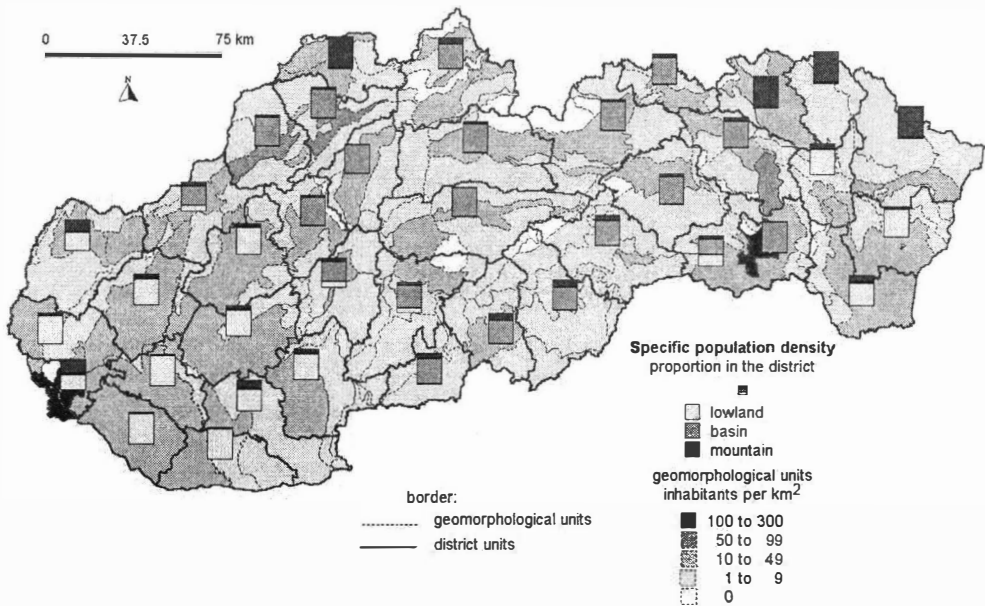 0 37.5 75 km
N
Specific population density
proportion in the district
lowland
basin
mountain
geomorphological units
inhabitants per km2
100 to 300
50 to 99
10 to 49
1 to 9
0
border:
geomorphological units
district units